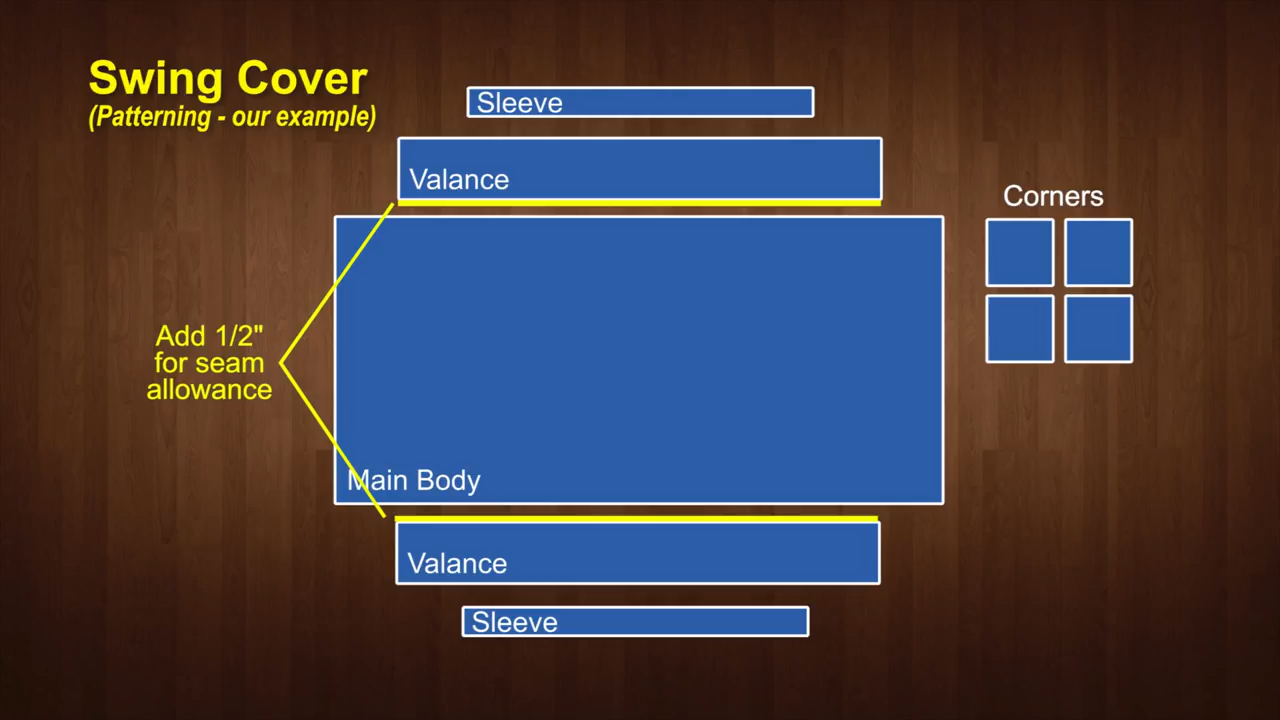 Swing Cover
(Patterning - our example)
Sleeve
Valance
Corners
Add 1/2"
for seam
allowance
Main Body
Valance
Sleeve